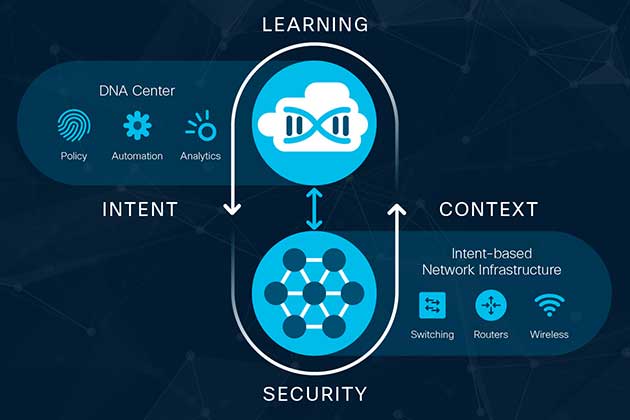 LEARNING
DNA Center
Policy Automation Analytics
INTENT
CONTEXT
Intent-based
Network Infrastructure
Switching Routers Wireless
SECURITY